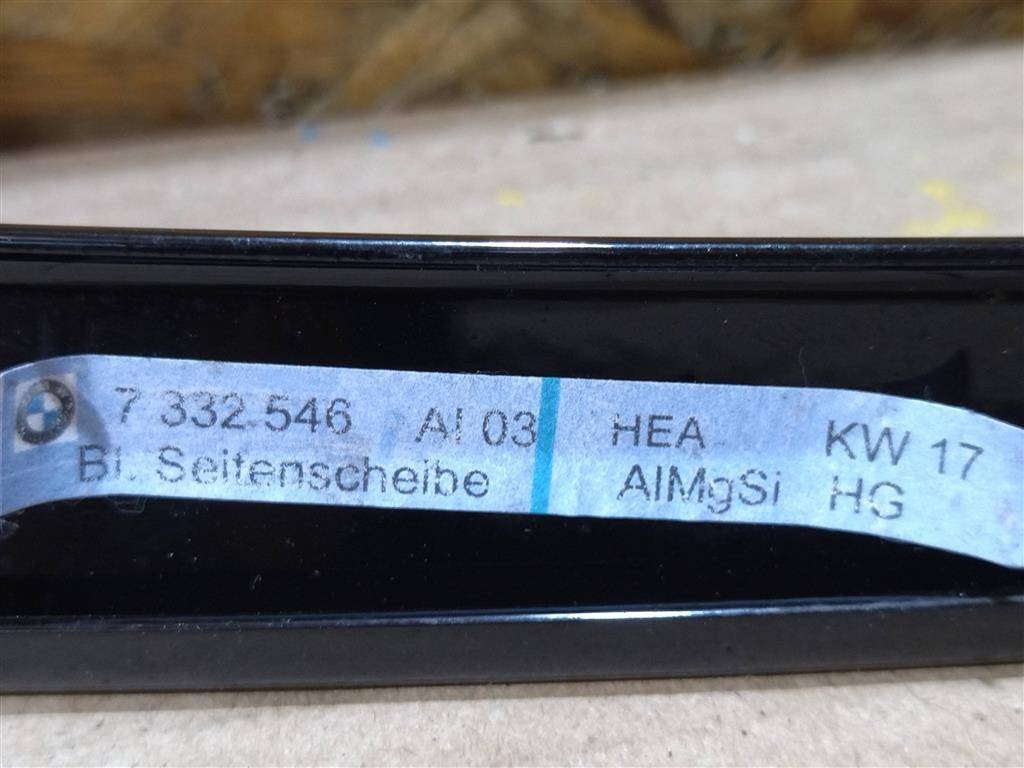 7 332 546 AI 03 HEA KW 17
Bl. Seitenscheibe AlMgSi HG